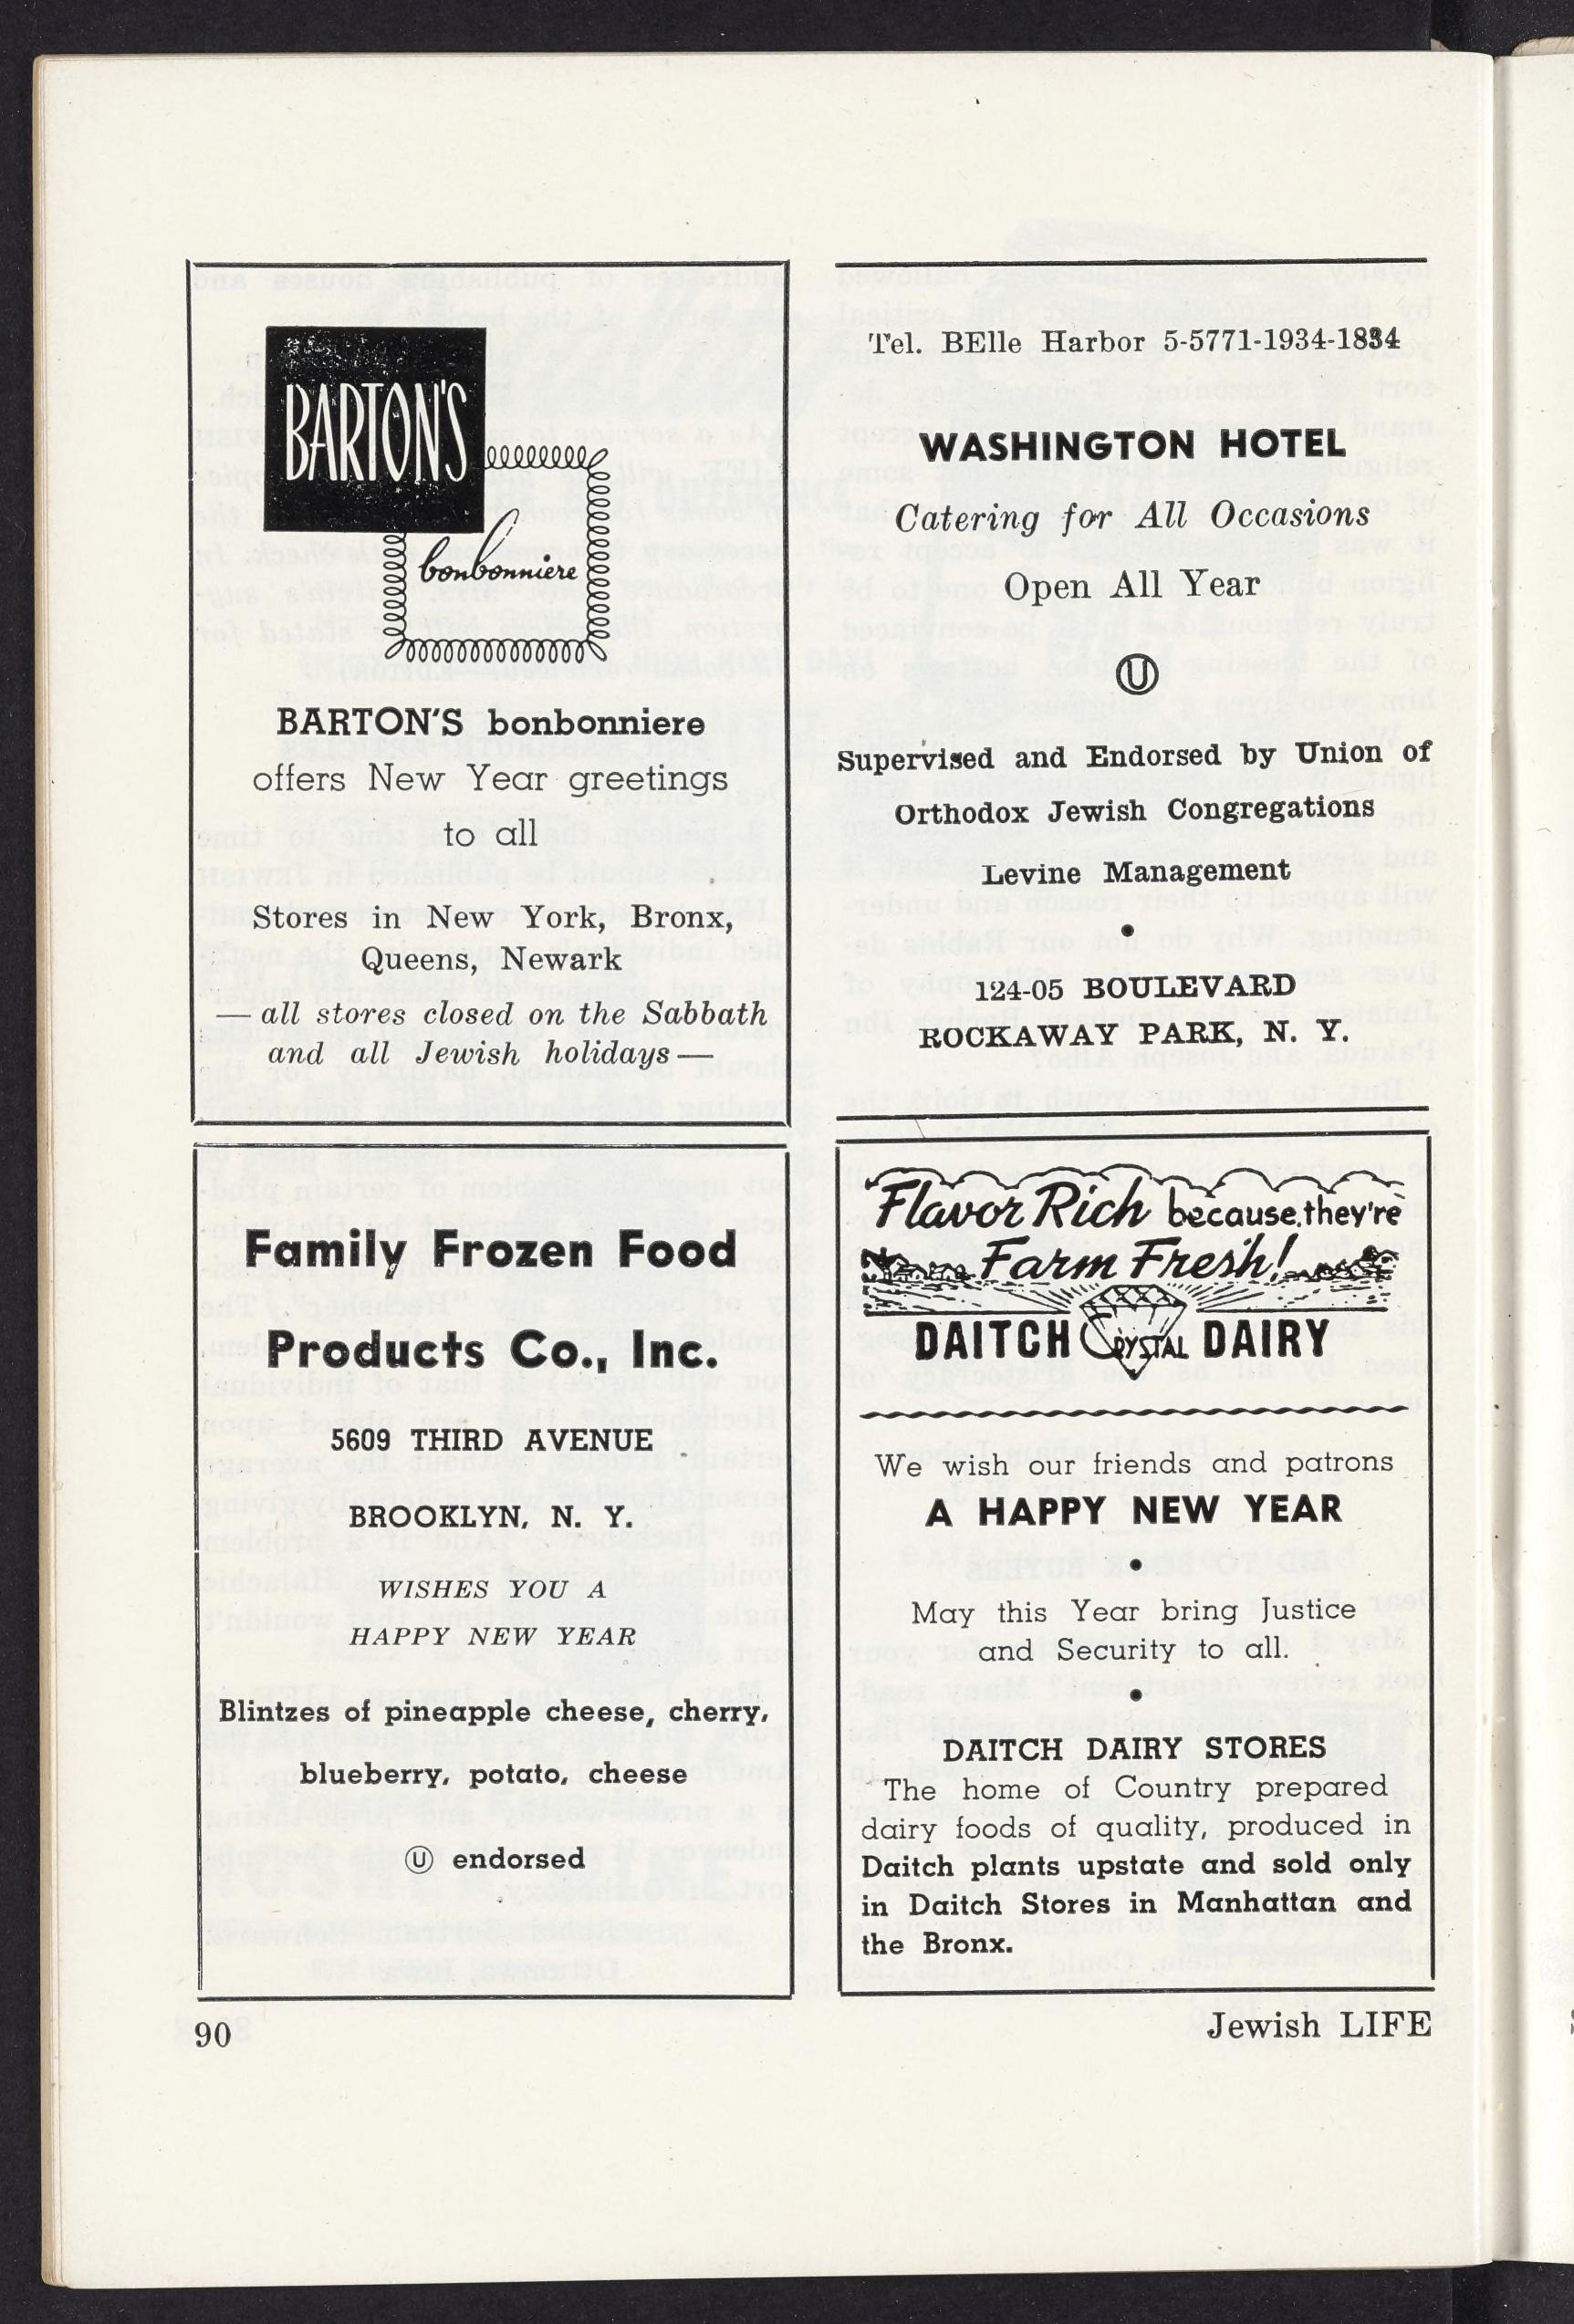 BARTON'S
bonbonniere
BARTON'S bonbonniere
offers New Year greetings
to all
Stores in New York, Bronx,
Queens, Newark
— all stores closed on the Sabbath
and all Jewish holidays —
Tel. BElle Harbor 5-5771-1934-1834
WASHINGTON HOTEL
Catering for All Occasions
Open All Year
Ⓤ
Supervised and Endorsed by Union of
Orthodox Jewish Congregations
Levine Management
•
124-05 BOULEVARD
ROCKAWAY PARK, N. Y.
Family Frozen Food
Products Co., Inc.
5609 THIRD AVENUE
BROOKLYN, N. Y.
WISHES YOU A
HAPPY NEW YEAR
Blintzes of pineapple cheese, cherry,
blueberry, potato, cheese
Ⓤ endorsed
Flavor Rich because they're
Farm Fresh!
DAITCH CRYSTAL DAIRY
We wish our friends and patrons
A HAPPY NEW YEAR
•
May this Year bring Justice
and Security to all.
•
DAITCH DAIRY STORES
The home of Country prepared
dairy foods of quality, produced in
Daitch plants upstate and sold only
in Daitch Stores in Manhattan and
the Bronx.
90
Jewish LIFE